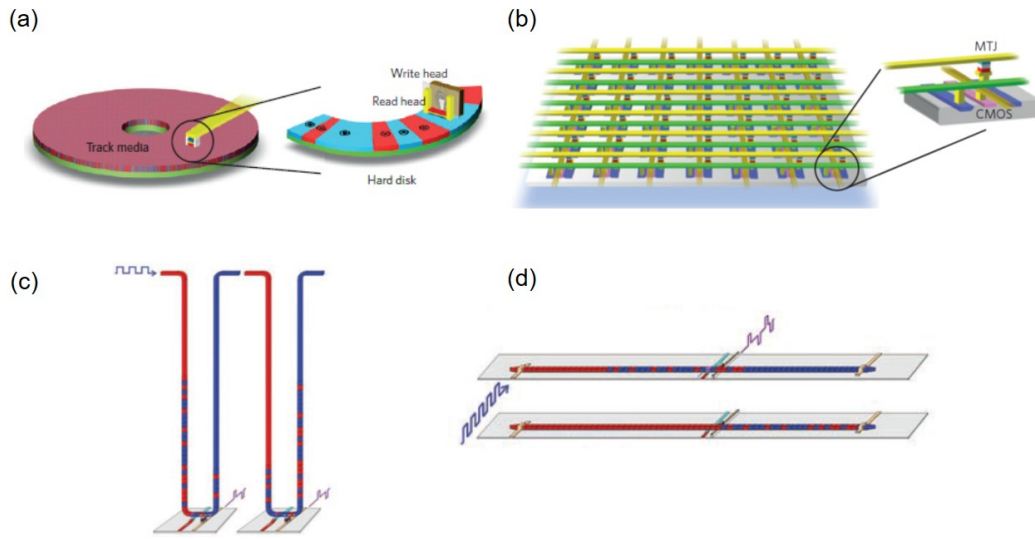 (a)
Write head
Read head
Track media
Hard disk
(b)
MTJ
CMOS
(c)
(d)